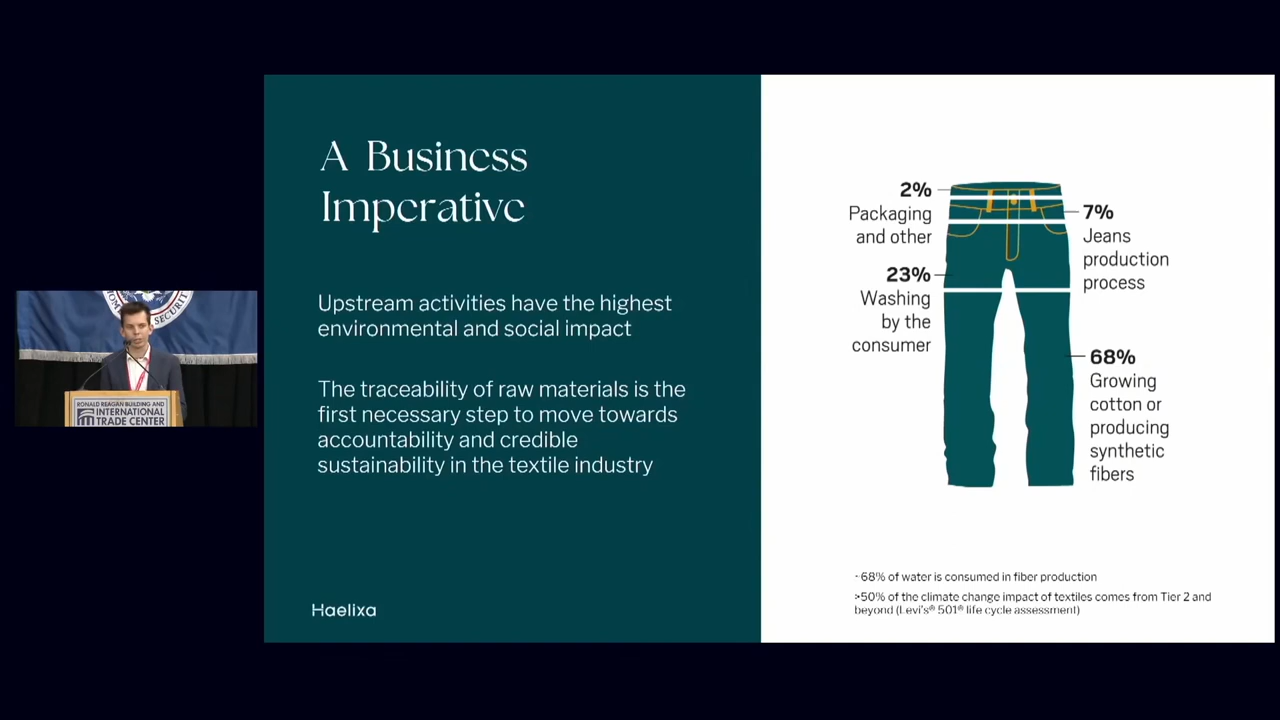 A Business
Imperative
Upstream activities have the highest
environmental and social impact
The traceability of raw materials is the
first necessary step to move towards
accountability and credible
sustainability in the textile industry
Haelixa
2%
Packaging
and other
7%
Jeans
production
process
23%
Washing
by the
consumer
68%
Growing
cotton or
producing
synthetic
fibers
- 68% of water is consumed in fiber production
>50% of the climate change impact of textiles comes from Tier 2 and
beyond (Levi's® 501® life cycle assessment)
SECURIT
RONALD REAGAN BUILDING AND
INTERNATIONAL
TRADE CENTER